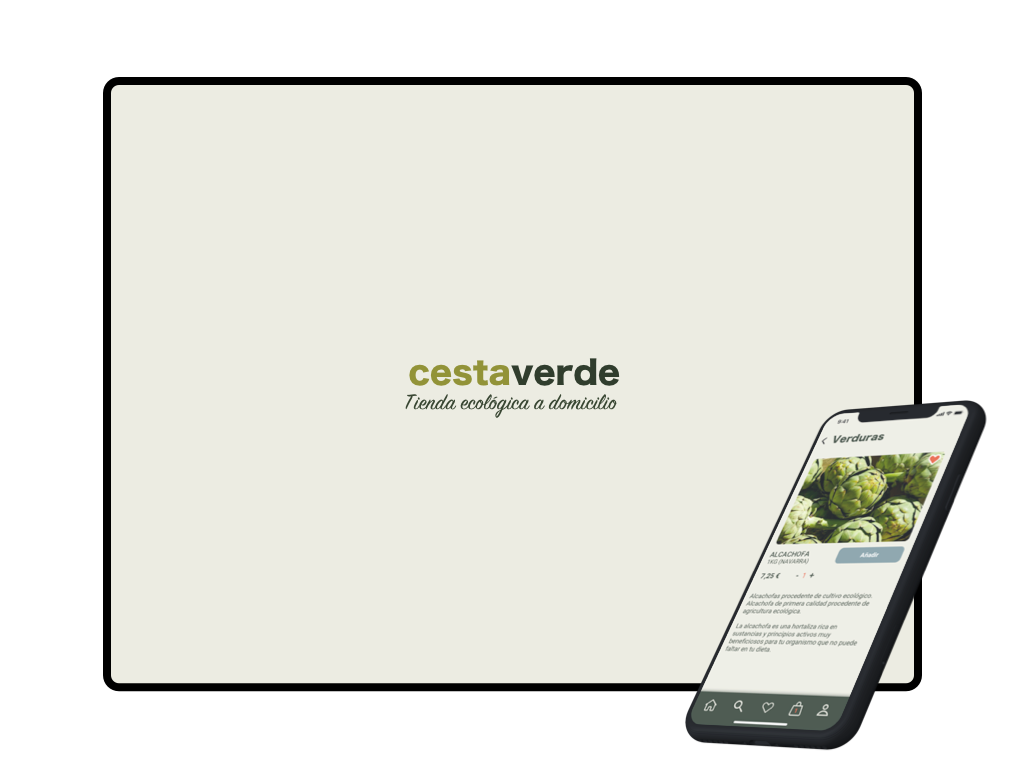 cestaverde
Tienda ecológica a domicilio
9:41
Verduras
ALCACHOFA
1KG (NAVARRA)
Añadir
7,25 €
- 1 +
Alcachofas procedente de cultivo ecológico.
Alcachofa de primera calidad procedente de
agricultura ecológica.
La alcachofa es una hortaliza rica en
sustancias y principios activos muy
beneficiosos para tu organismo que no puede
faltar en tu dieta.